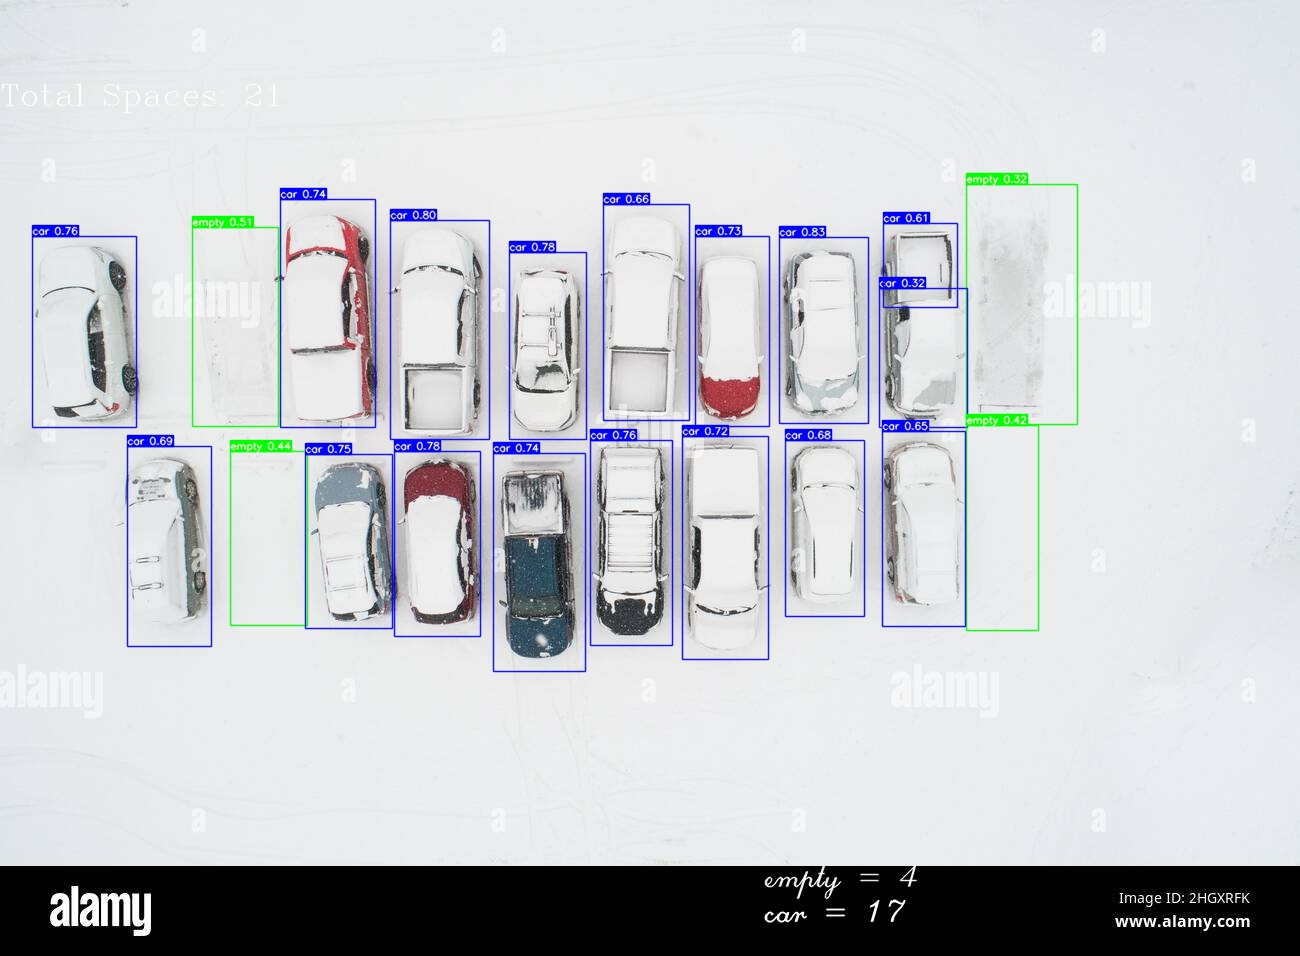 a a a a
Total Spaces: 21
a a a a
car 0.74
empty 0.32
car 0.66
car 0.80
empty 0.51
car 0.61
car 0.76
car 0.73
car 0.83
car 0.78
car 0.32
alamy
alamy
alamy
a a a
empty 0.42
car 0.65
car 0.72
car 0.76
car 0.68
car 0.69
empty 0.44
car 0.75
car 0.78
car 0.74
a
alamy a a alamy a
a a a a
empty = 4
car = 17
alamy
Image ID: 2HGXRFK
www.alamy.com